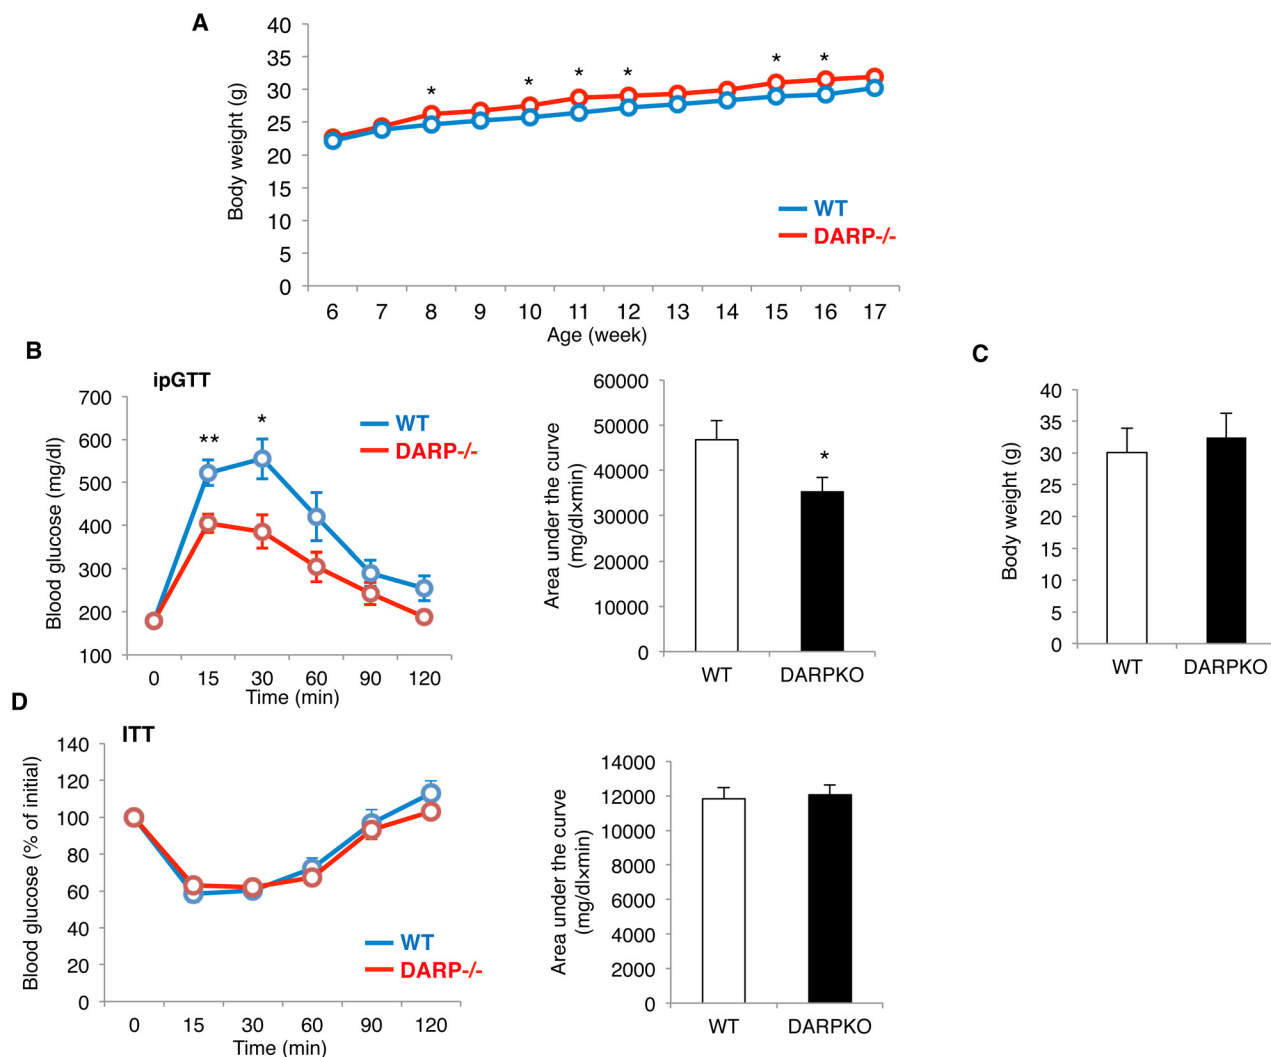 A
Body weight (g)
40
35
30
25
20
15
10
5
0
* * * * * *
WT
DARP-/-
6 7 8 9 10 11 12 13 14 15 16 17
Age (week)
B
ipGTT
Blood glucose (mg/dl)
700
600
500
400
300
200
100
** *
WT
DARP-/-
0 15 30 60 90 120
Time (min)
Area under the curve
(mg/dl×min)
60000
50000
40000
30000
20000
10000
0
*
WT DARPKO
C
Body weight (g)
40
35
30
25
20
15
10
5
0
WT DARPKO
D
ITT
Blood glucose (% of initial)
140
120
100
80
60
40
20
0
WT
DARP-/-
0 15 30 60 90 120
Time (min)
Area under the curve
(mg/dl×min)
14000
12000
10000
8000
6000
4000
2000
0
WT DARPKO